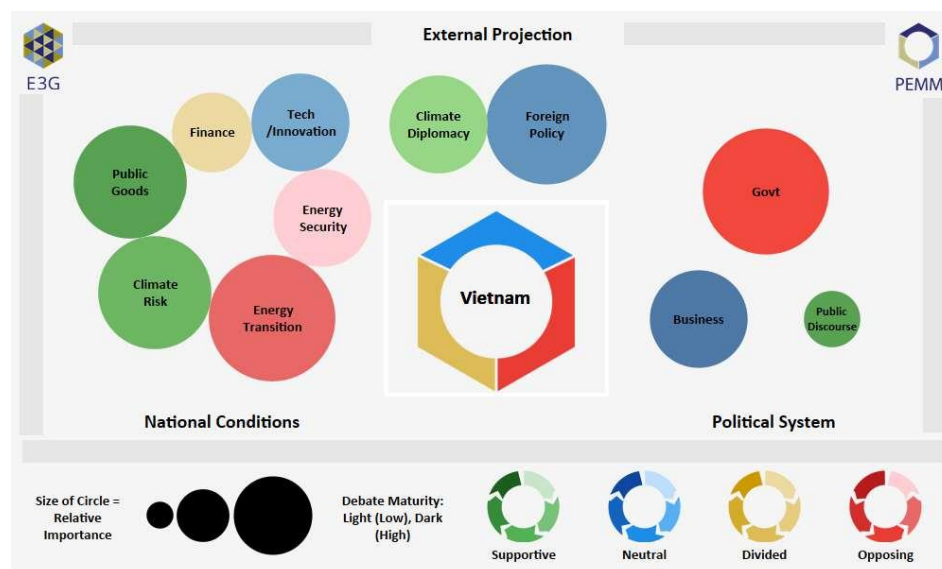 External Projection
E3G
PEMM
Finance
Tech
/Innovation
Climate
Diplomacy
Foreign
Policy
Public
Goods
Energy
Security
Govt
Climate
Risk
Energy
Transition
Vietnam
Business
Public
Discourse
National Conditions
Political System
Size of Circle =
Relative
Importance
Debate Maturity:
Light (Low), Dark
(High)
Supportive
Neutral
Divided
Opposing